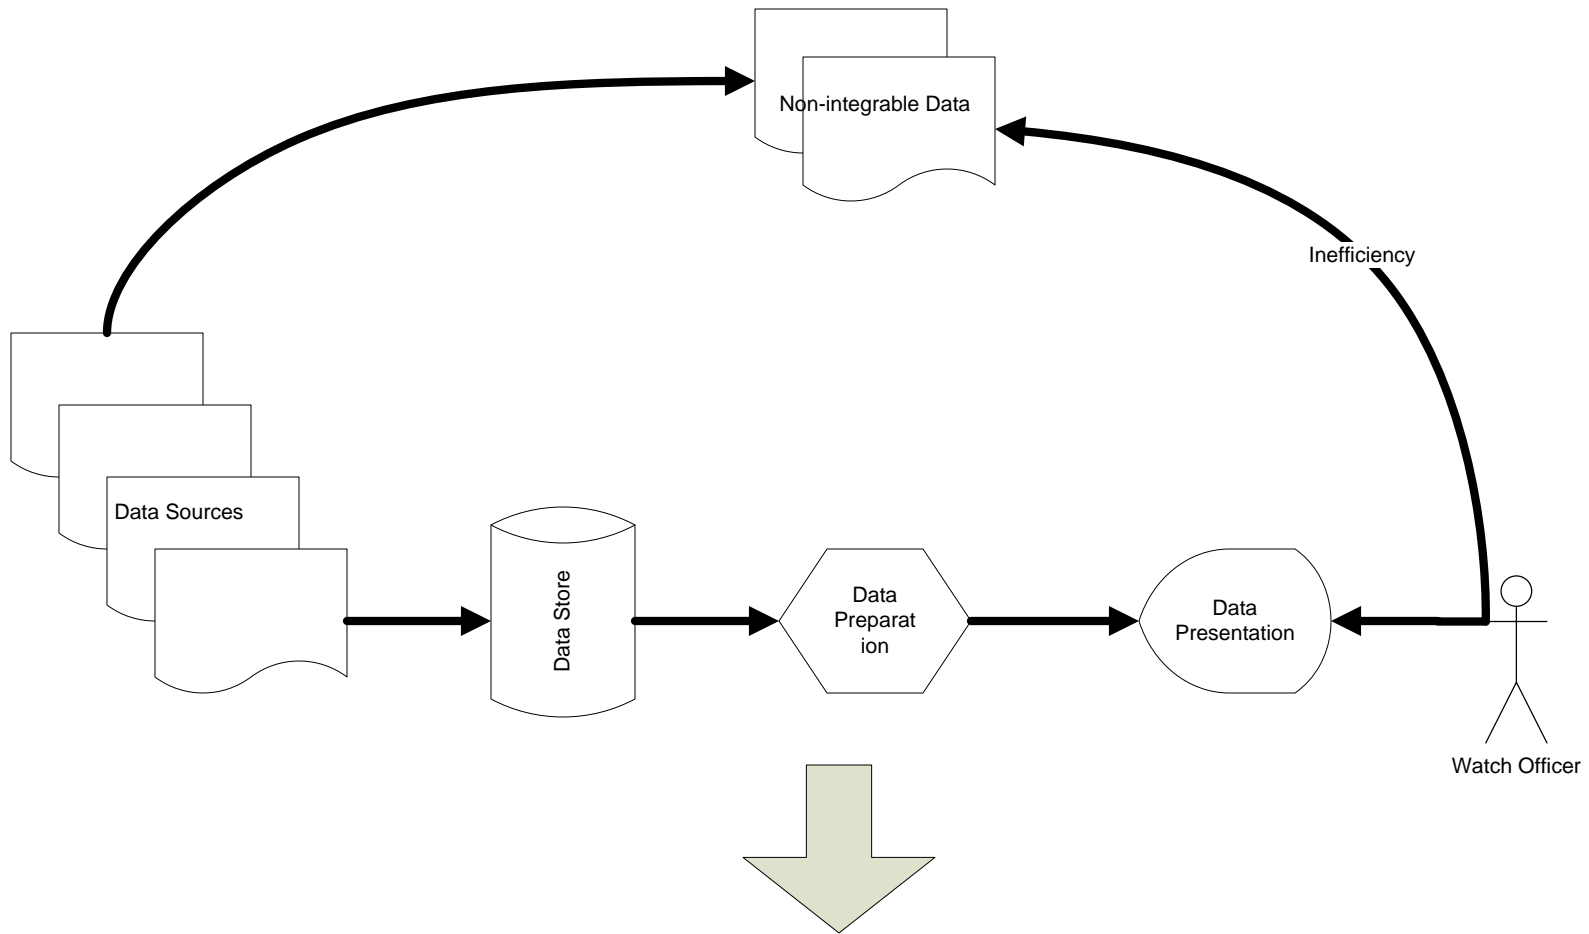 Non-integrable Data
Inefficiency
Data Sources
Data Store
Data
Preparat
ion
Data
Presentation
Watch Officer